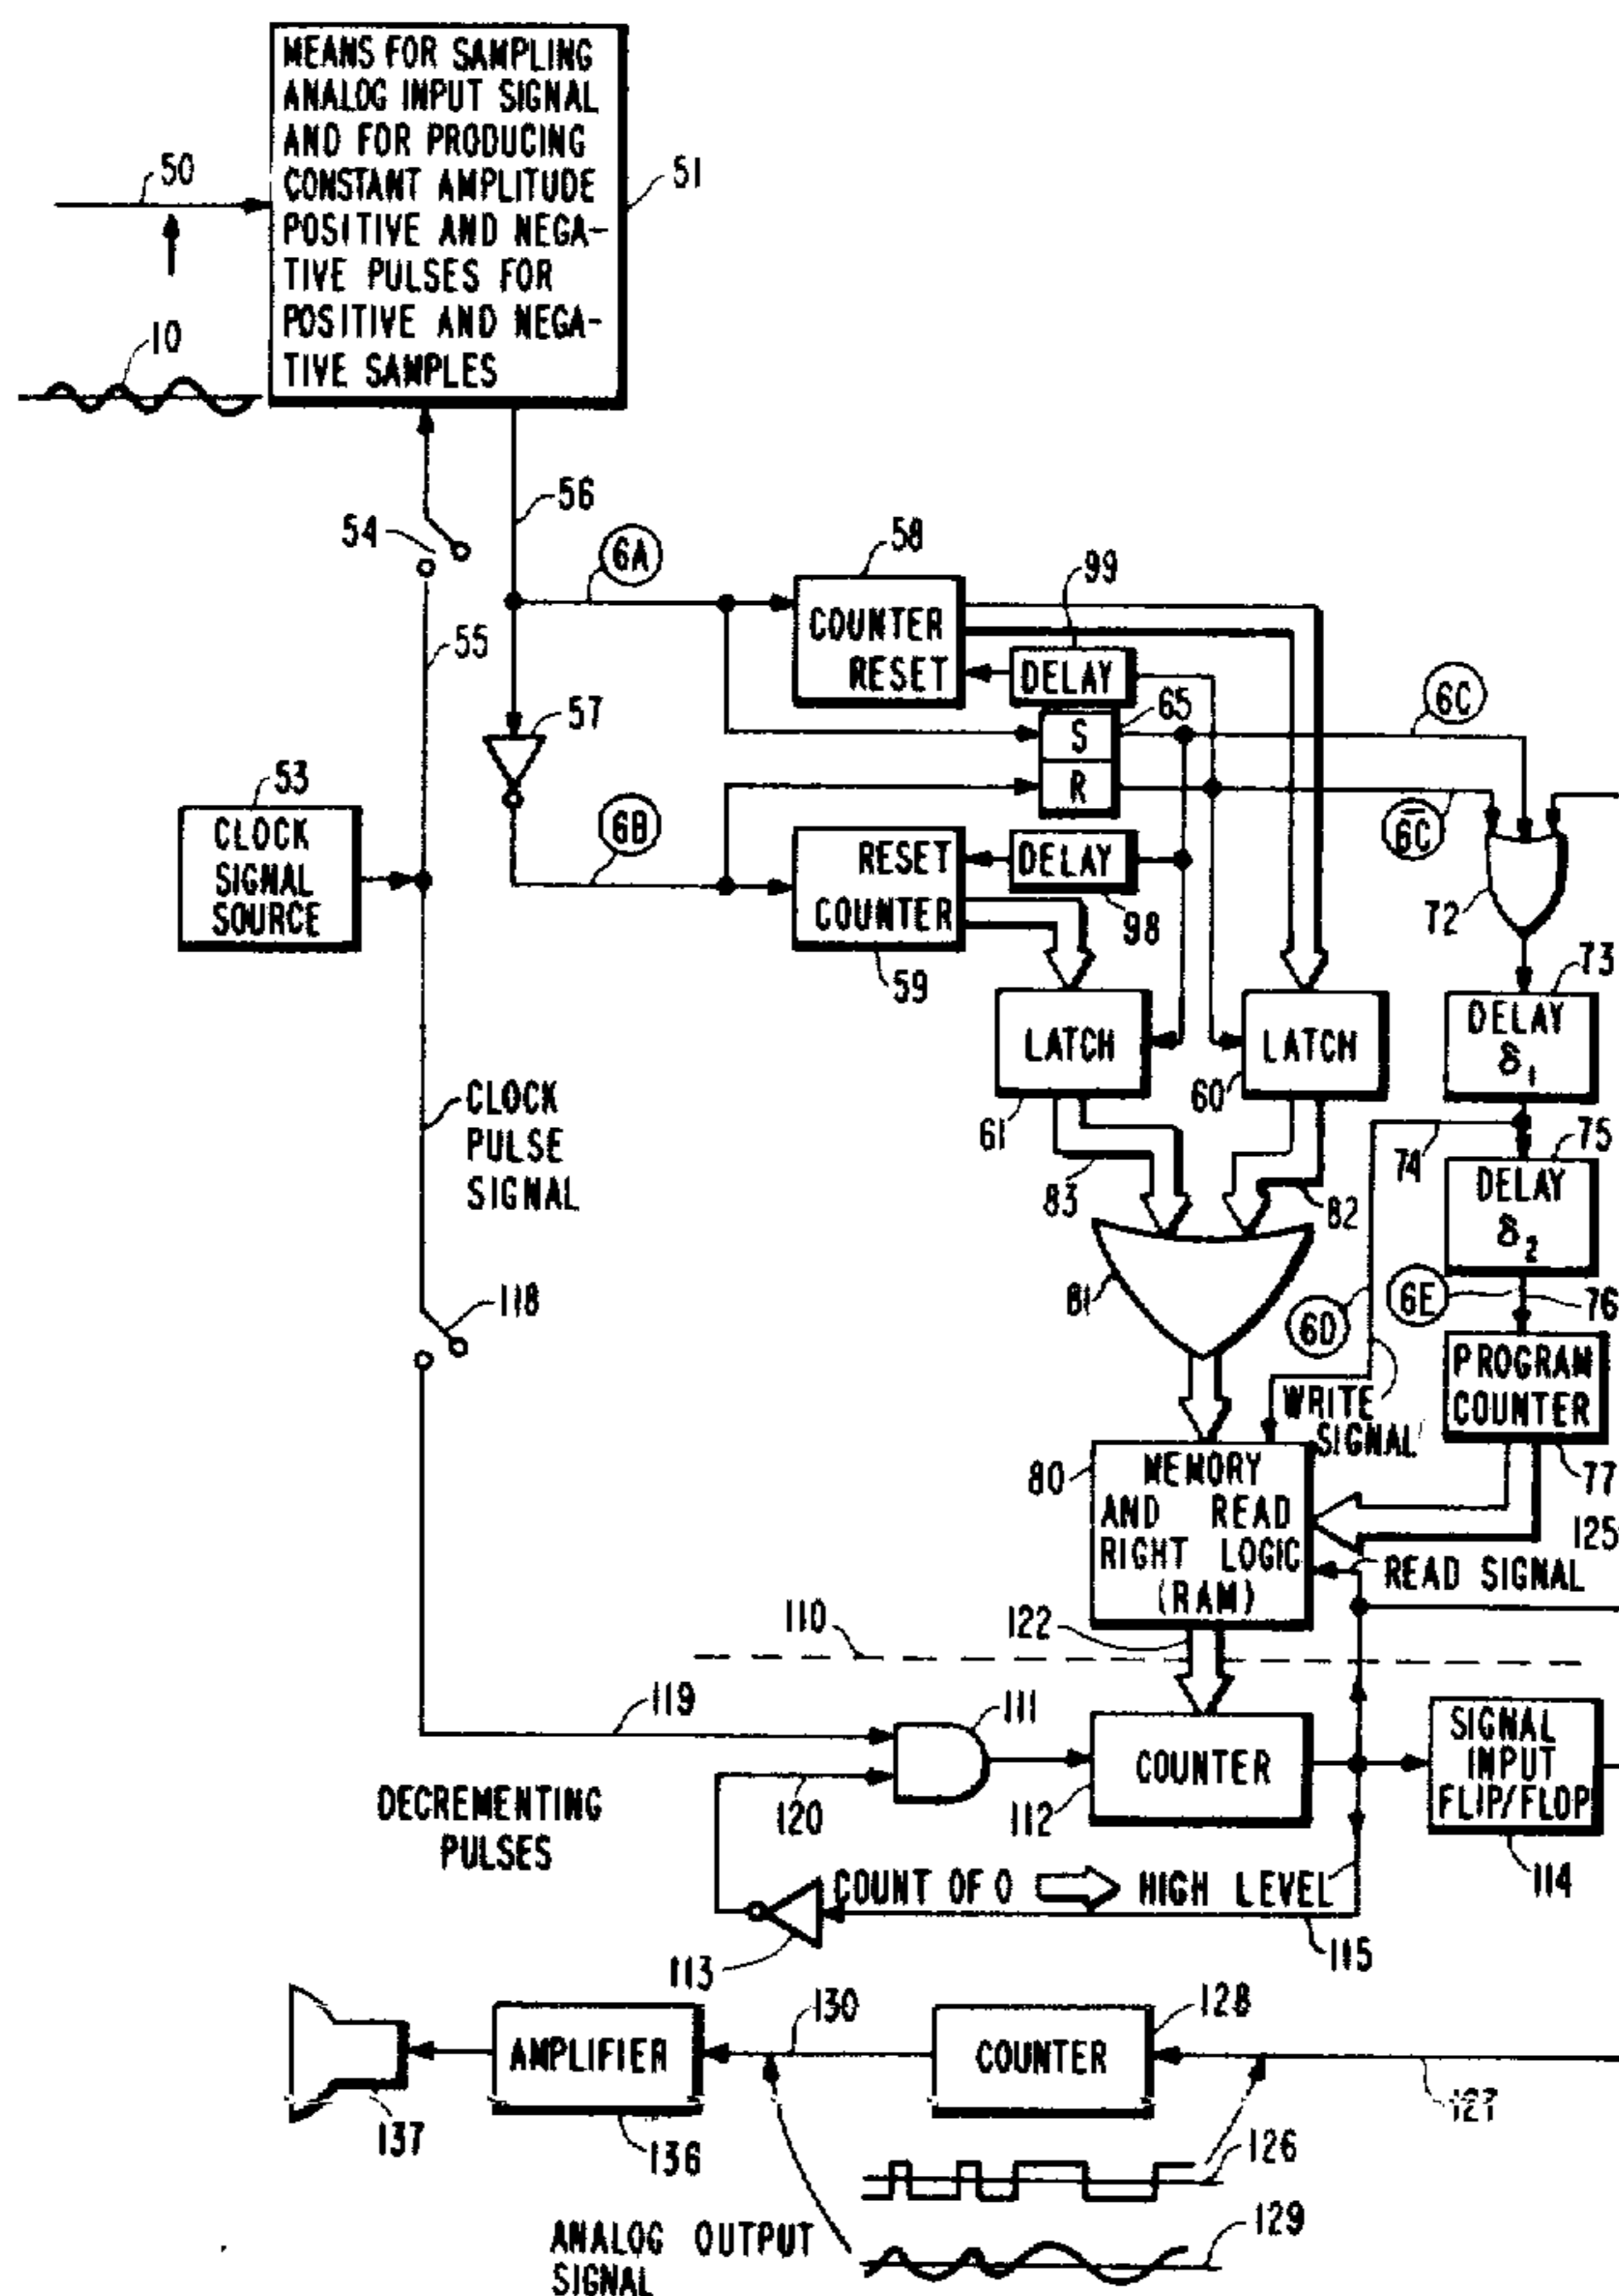 MEANS FOR SAMPLING
ANALOG INPUT SIGNAL
AND FOR PRODUCING
CONSTANT AMPLITUDE
POSITIVE AND NEGA-
TIVE PULSES FOR
POSITIVE AND NEGA-
TIVE SAMPLES
50
51
10
54
56
6A
58
99
55
COUNTER
RESET
DELAY
57
65
6C
S
R
53
CLOCK
SIGNAL
SOURCE
6B
RESET
COUNTER
DELAY
98
59
6C
72
73
LATCH
LATCH
DELAY
δ1
61
60
74
75
CLOCK
PULSE
SIGNAL
83
82
DELAY
δ2
81
6D
6E
76
118
PROGRAM
COUNTER
WRITE
SIGNAL
77
80
MEMORY
AND READ
RIGHT LOGIC
(RAM)
125
READ SIGNAL
110
122
119
111
SIGNAL
INPUT
FLIP/FLOP
COUNTER
120
112
114
DECREMENTING
PULSES
COUNT OF 0
HIGH LEVEL
113
115
130
128
AMPLIFIER
COUNTER
137
136
127
126
ANALOG OUTPUT
SIGNAL
129